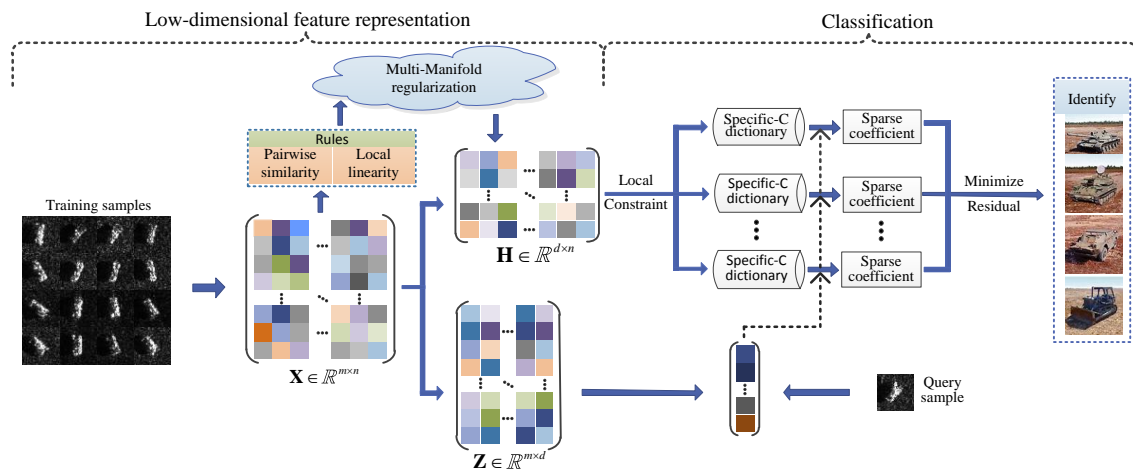 Low-dimensional feature representation
Classification
Multi-Manifold
regularization
Rules
Pairwise
similarity
Local
linearity
Training samples
X ∈ ℝ^{m×n}
H ∈ ℝ^{d×n}
Z ∈ ℝ^{m×d}
Local
Constraint
Specific-C
dictionary
Sparse
coefficient
Specific-C
dictionary
Sparse
coefficient
Specific-C
dictionary
Sparse
coefficient
Minimize
Residual
Identify
Query
sample